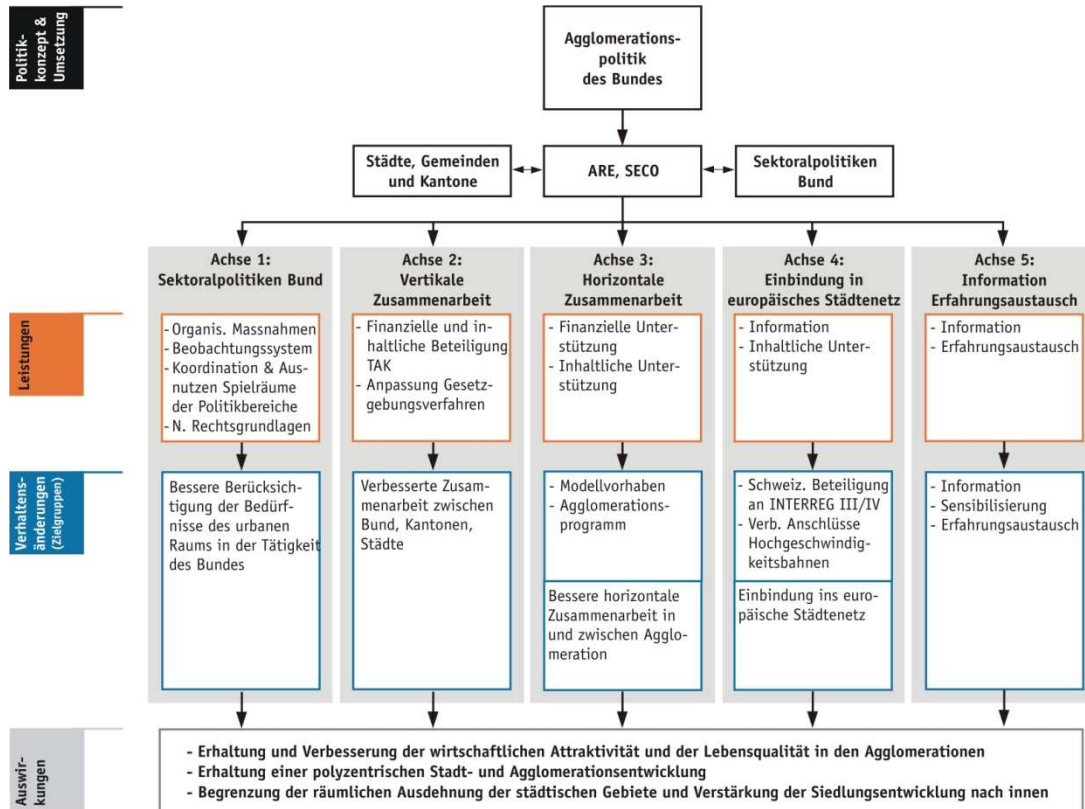 Politik-
konzept &
Umsetzung
Agglomerations-
politik
des Bundes
Städte, Gemeinden
und Kantone
ARE, SECO
Sektoralpolitiken
Bund
Achse 1:
Sektoralpolitiken Bund
Achse 2:
Vertikale
Zusammenarbeit
Achse 3:
Horizontale
Zusammenarbeit
Achse 4:
Einbindung in
europäisches Städtenetz
Achse 5:
Information
Erfahrungsaustausch
Leistungen
- Organis. Massnahmen
- Beobachtungssystem
- Koordination & Aus-
nutzen Spielräume
der Politikbereiche
- N. Rechtsgrundlagen
- Finanzielle und in-
haltliche Beteiligung
TAK
- Anpassung Gesetz-
gebungsverfahren
- Finanzielle Unter-
stützung
- Inhaltliche Unter-
stützung
- Information
- Inhaltliche Unter-
stützung
- Information
- Erfahrungsaustausch
Verhaltens-
änderungen
(Zielgruppen)
Bessere Berücksich-
tigung der Bedürf-
nisse des urbanen
Raums in der Tätigkeit
des Bundes
Verbesserte Zusam-
menarbeit zwischen
Bund, Kantonen,
Städte
- Modellvorhaben
- Agglomerations-
programm
Bessere horizontale
Zusammenarbeit in
und zwischen Agglo-
meration
- Schweiz. Beteiligung
an INTERREG III/IV
- Verb. Anschlüsse
Hochgeschwindig-
keitsbahnen
Einbindung ins euro-
päische Städtenetz
- Information
- Sensibilisierung
- Erfahrungsaustausch
Auswir-
kungen
- Erhaltung und Verbesserung der wirtschaftlichen Attraktivität und der Lebensqualität in den Agglomerationen
- Erhaltung einer polyzentrischen Stadt- und Agglomerationsentwicklung
- Begrenzung der räumlichen Ausdehnung der städtischen Gebiete und Verstärkung der Siedlungsentwicklung nach innen